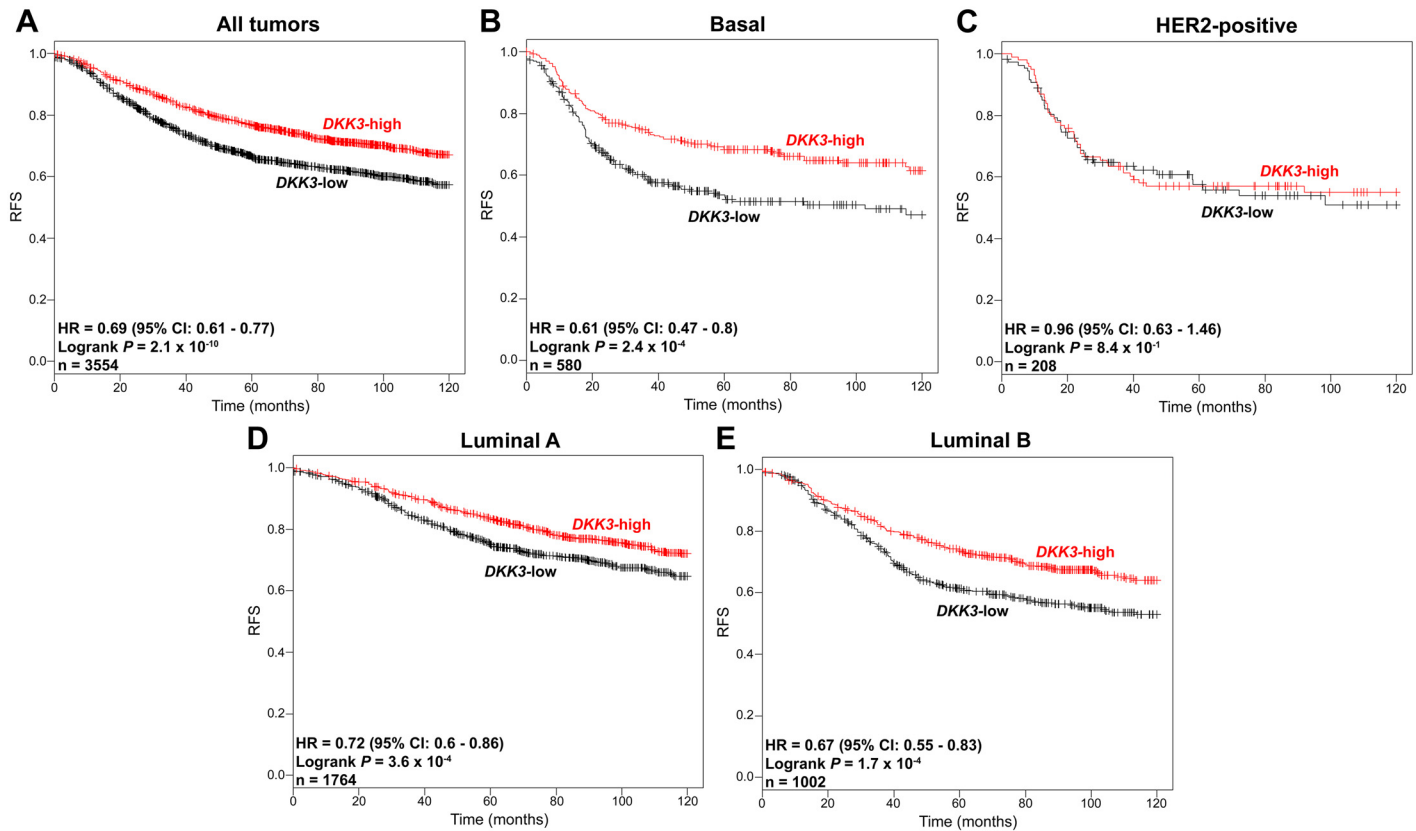 A
All tumors
1.0
0.8
0.6
0.4
0.2
0.0
RFS
DKK3-high
DKK3-low
HR = 0.69 (95% CI: 0.61 - 0.77)
Logrank P = 2.1 x 10⁻¹⁰
n = 3554
0 20 40 60 80 100 120
Time (months)
B
Basal
1.0
0.8
0.6
0.4
0.2
0.0
RFS
DKK3-high
DKK3-low
HR = 0.61 (95% CI: 0.47 - 0.8)
Logrank P = 2.4 x 10⁻⁴
n = 580
0 20 40 60 80 100 120
Time (months)
C
HER2-positive
1.0
0.8
0.6
0.4
0.2
0.0
RFS
DKK3-high
DKK3-low
HR = 0.96 (95% CI: 0.63 - 1.46)
Logrank P = 8.4 x 10⁻¹
n = 208
0 20 40 60 80 100 120
Time (months)
D
Luminal A
1.0
0.8
0.6
0.4
0.2
0.0
RFS
DKK3-high
DKK3-low
HR = 0.72 (95% CI: 0.6 - 0.86)
Logrank P = 3.6 x 10⁻⁴
n = 1764
0 20 40 60 80 100 120
Time (months)
E
Luminal B
1.0
0.8
0.6
0.4
0.2
0.0
RFS
DKK3-high
DKK3-low
HR = 0.67 (95% CI: 0.55 - 0.83)
Logrank P = 1.7 x 10⁻⁴
n = 1002
0 20 40 60 80 100 120
Time (months)